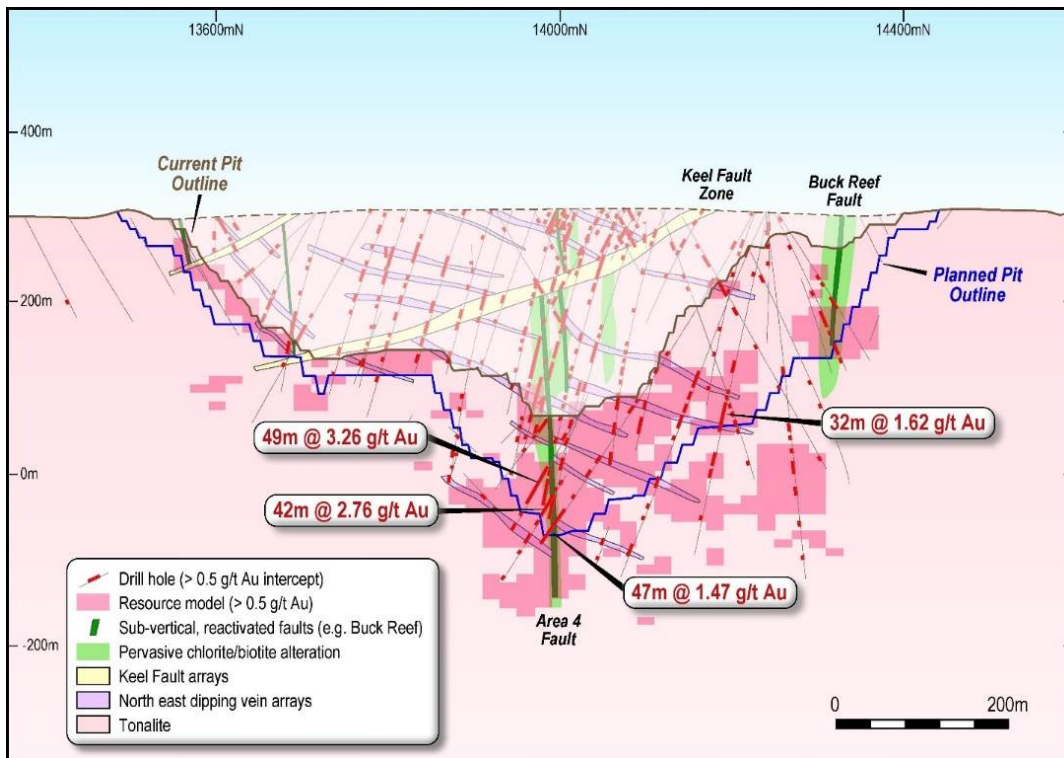 13600mN
14000mN
14400mN
400m
200m
0m
-200m
Current Pit
Outline
Keel Fault
Zone
Buck Reef
Fault
Planned Pit
Outline
49m @ 3.26 g/t Au
32m @ 1.62 g/t Au
42m @ 2.76 g/t Au
47m @ 1.47 g/t Au
Area 4
Fault
Drill hole (> 0.5 g/t Au intercept)
Resource model (> 0.5 g/t Au)
Sub-vertical, reactivated faults (e.g. Buck Reef)
Pervasive chlorite/biotite alteration
Keel Fault arrays
North east dipping vein arrays
Tonalite
0
200m